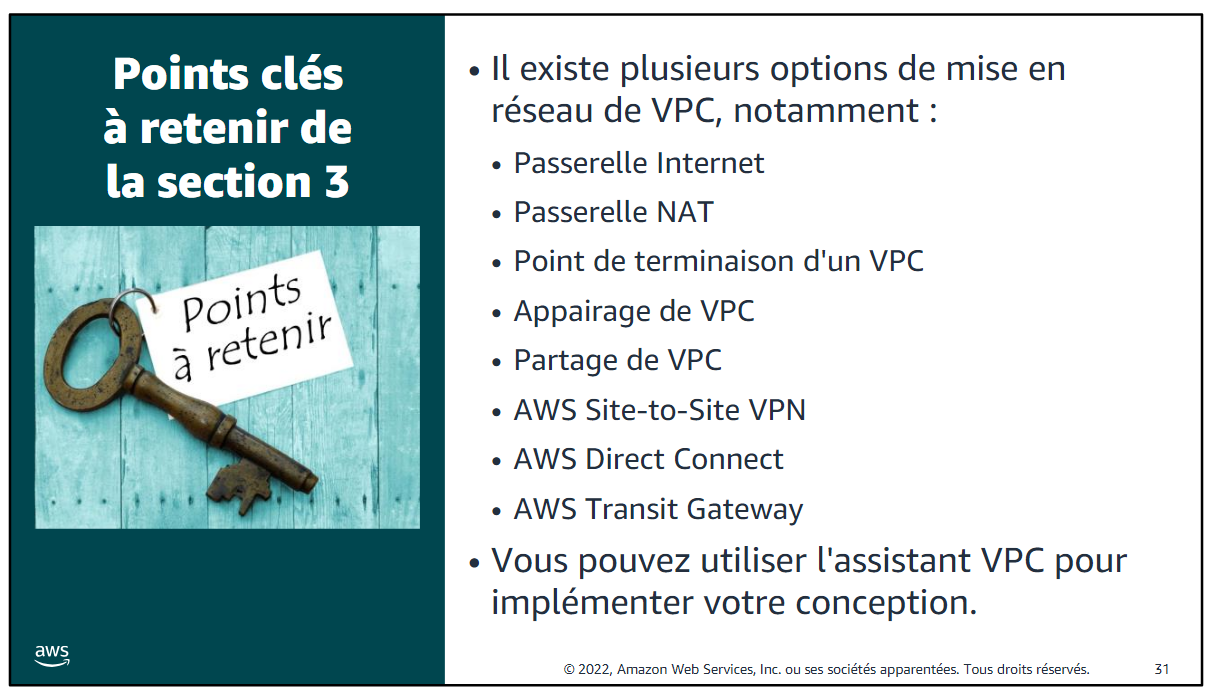 Points clés
à retenir de
la section 3
Points
à retenir
aws
• Il existe plusieurs options de mise en
réseau de VPC, notamment :
• Passerelle Internet
• Passerelle NAT
• Point de terminaison d'un VPC
• Appairage de VPC
• Partage de VPC
• AWS Site-to-Site VPN
• AWS Direct Connect
• AWS Transit Gateway
• Vous pouvez utiliser l'assistant VPC pour
implémenter votre conception.
© 2022, Amazon Web Services, Inc. ou ses sociétés apparentées. Tous droits réservés.
31